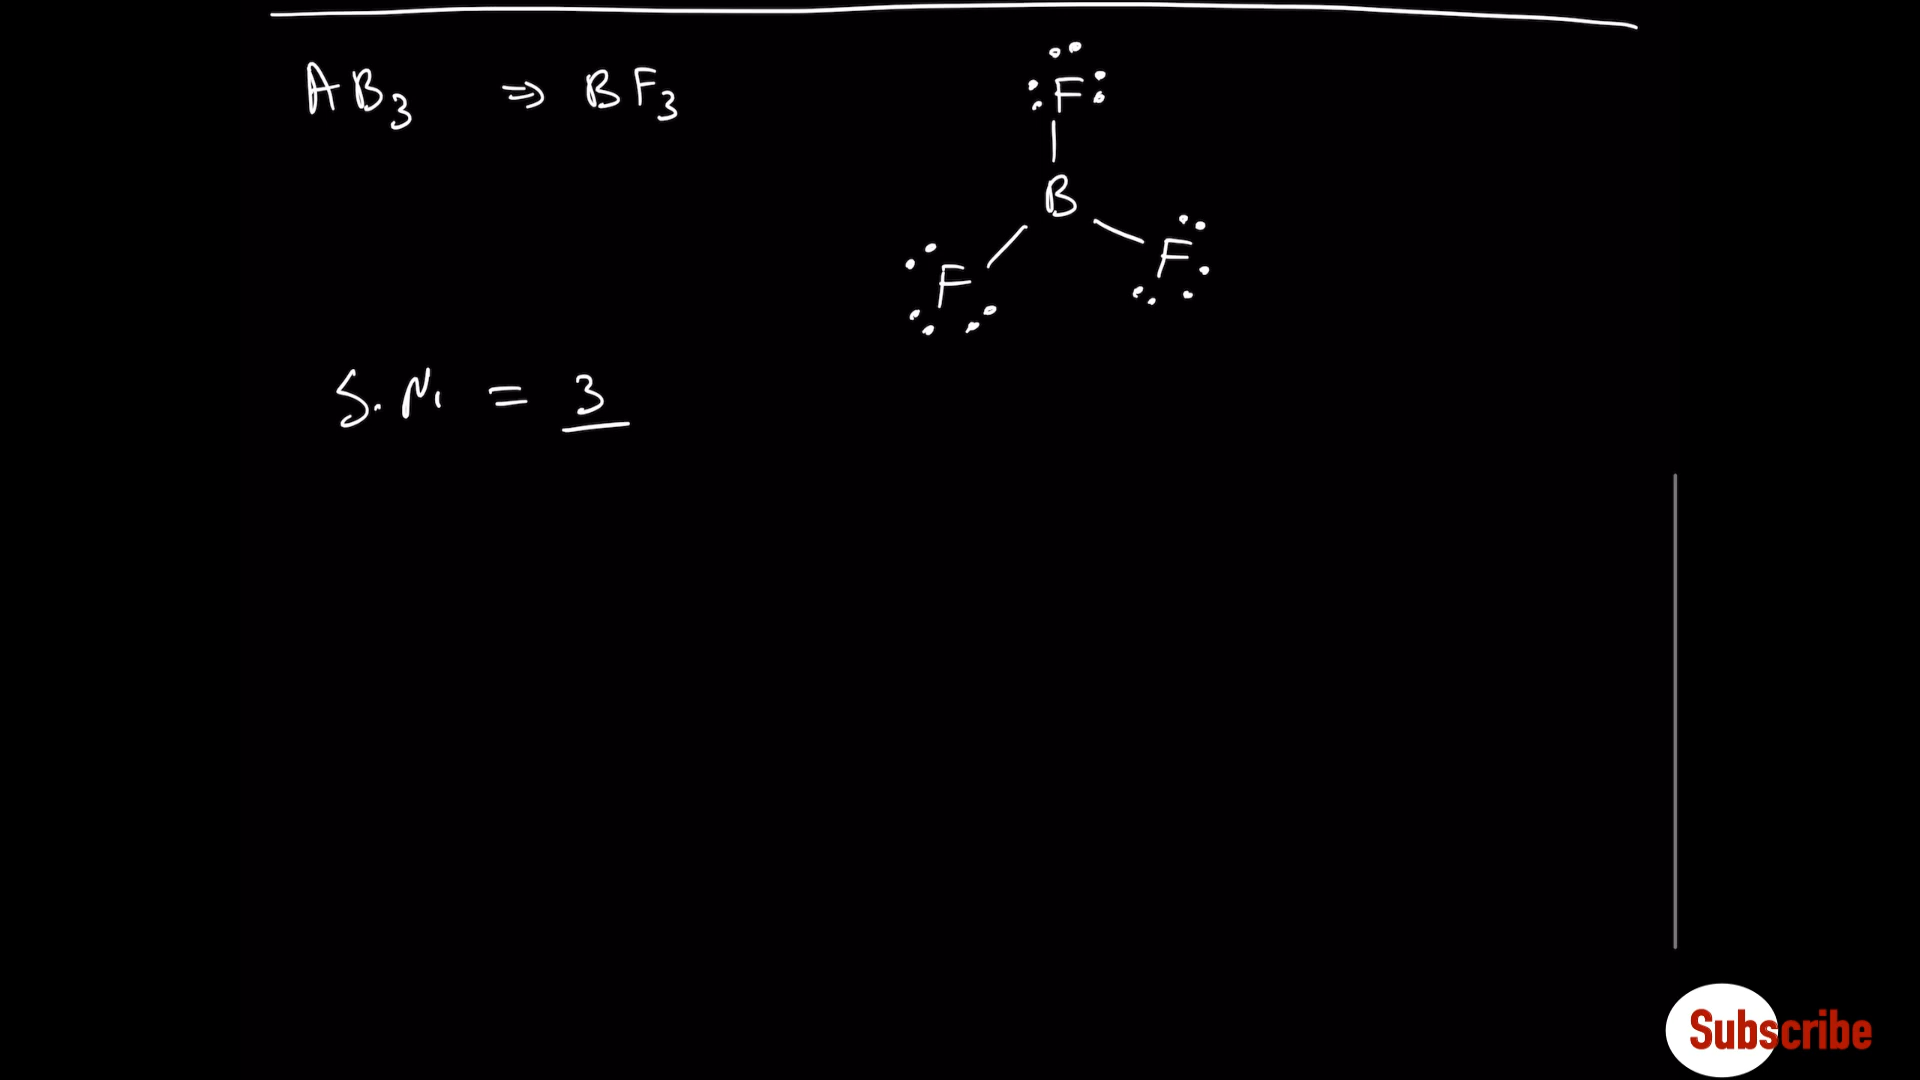 AB₃ ⇒ BF₃
F
B
F F
S.N. = 3
Subscribe